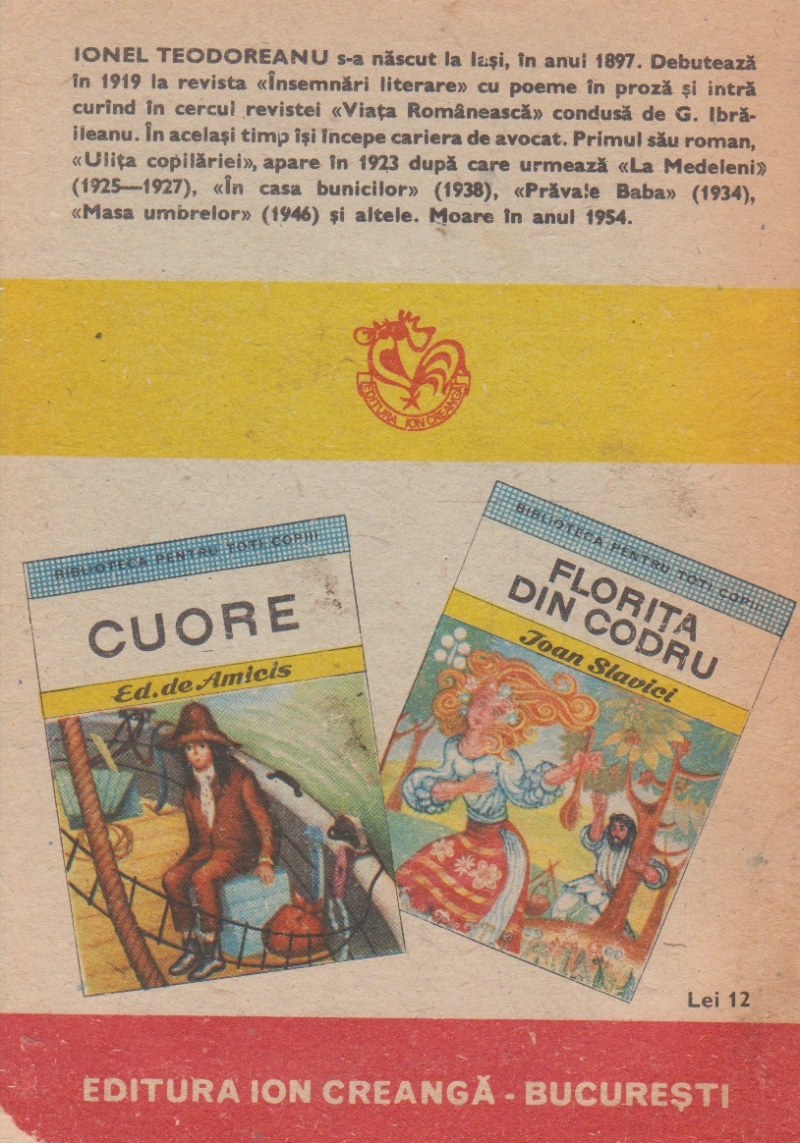 IONEL TEODOREANU s-a născut la Iași, în anul 1897. Debutează
în 1919 la revista «Însemnări literare» cu poeme în proză și intră
curînd în cercul revistei «Viața Românească» condusă de G. Ibră-
ileanu. În același timp își începe cariera de avocat. Primul său roman,
«Ulița copilăriei», apare în 1923 după care urmează «La Medeleni»
(1925—1927), «În casa bunicilor» (1938), «Prăvale Baba» (1934),
«Masa umbrelor» (1946) și altele. Moare în anul 1954.
EDITURA ION CREANGĂ
BIBLIOTECA PENTRU TOȚI COPIII
CUORE
Ed. de Amicis
BIBLIOTECA PENTRU TOȚI COPIII
FLORIȚA
DIN CODRU
Ioan Slavici
Lei 12
EDITURA ION CREANGĂ - BUCUREȘTI